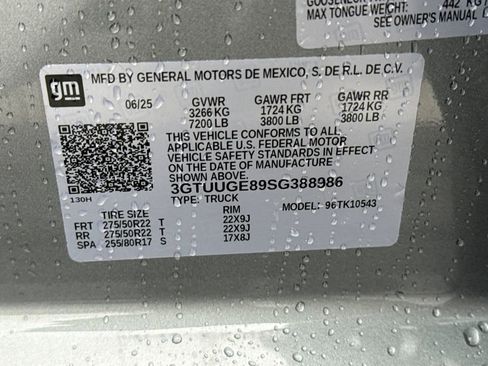 GOOSENECK
MAX TONGUE WEIGHT: 442 KG
SEE OWNER'S MANUAL
gm
MFD BY GENERAL MOTORS DE MEXICO, S. DE R.L. DE C.V.
06/25 GVWR GAWR FRT GAWR RR
3266 KG 1724 KG 1724 KG
7200 LB 3800 LB 3800 LB
THIS VEHICLE CONFORMS TO ALL
APPLICABLE U.S. FEDERAL MOTOR
VEHICLE SAFETY STANDARDS IN EFFECT
ON THE DATE OF MANUFACTURE
SHOWN ABOVE.
3GTUUGE89SG388986
130H TYPE: TRUCK MODEL: 96TK10543
TIRE SIZE RIM
FRT 275/50R22 T 22X9J
RR 275/50R22 T 22X9J
SPA 255/80R17 S 17X8J